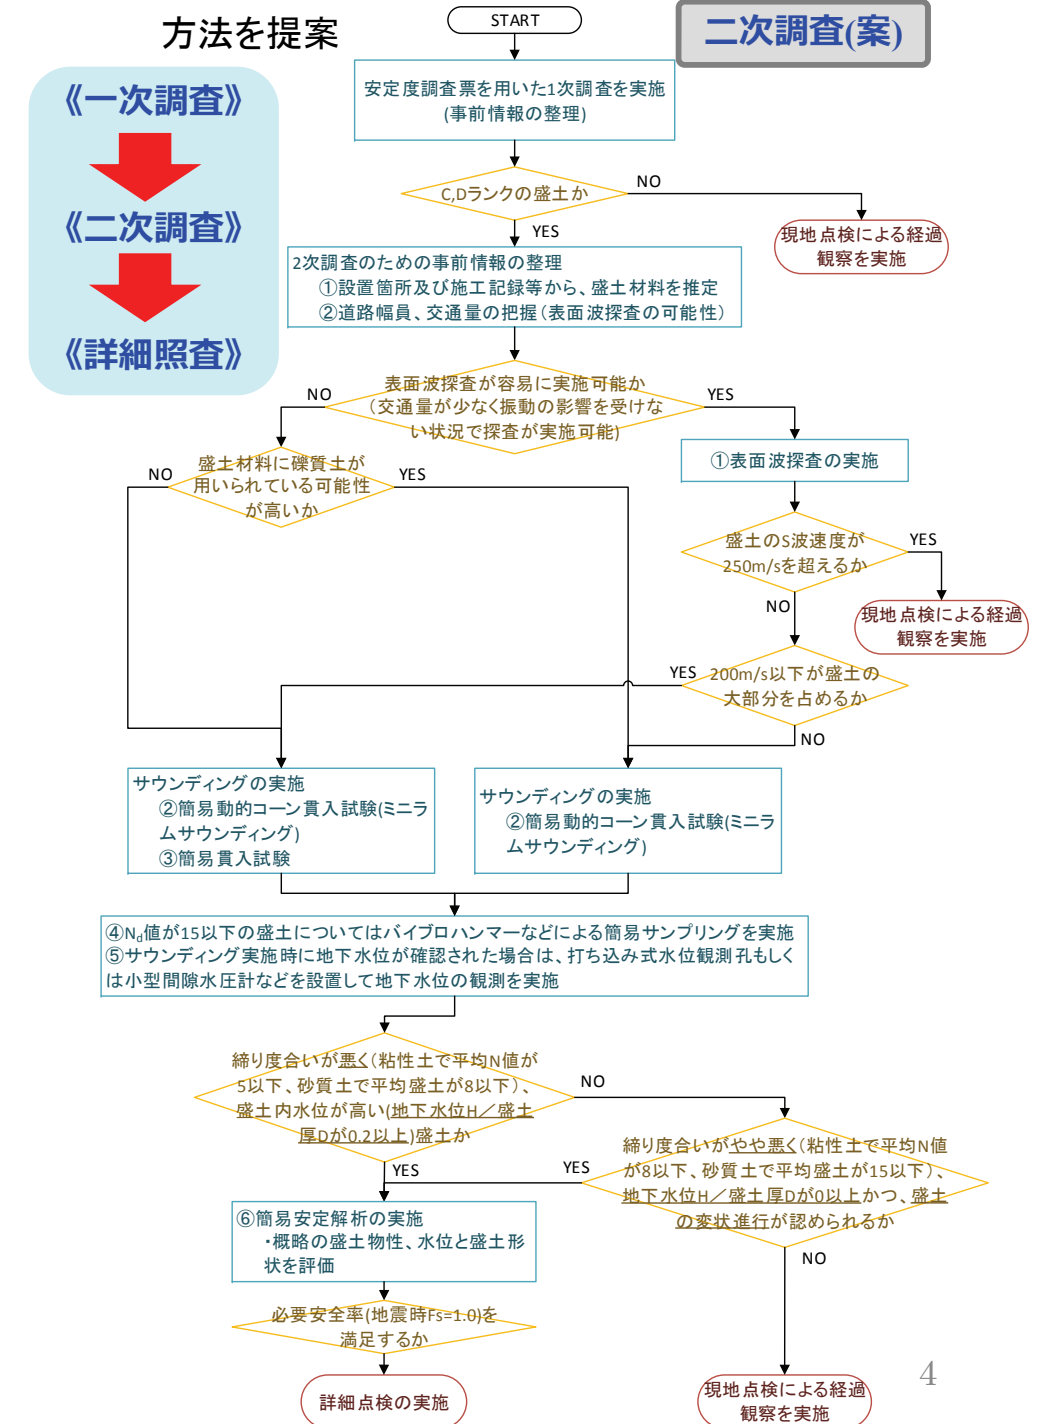 方法を提案
START
二次調査(案)
《一次調査》
《二次調査》
《詳細照査》
安定度調査票を用いた1次調査を実施
(事前情報の整理)
C,Dランクの盛土か
NO
YES
現地点検による経過
観察を実施
2次調査のための事前情報の整理
①設置箇所及び施工記録等から、盛土材料を推定
②道路幅員、交通量の把握(表面波探査の可能性)
表面波探査が容易に実施可能か
(交通量が少なく振動の影響を受けな
い状況で探査が実施可能)
NO
YES
盛土材料に礫質土が
用いられている可能性
が高いか
NO
YES
①表面波探査の実施
盛土のS波速度が
250m/sを超えるか
YES
NO
現地点検による経過
観察を実施
200m/s以下が盛土の
大部分を占めるか
YES
NO
サウンディングの実施
②簡易動的コーン貫入試験(ミニラ
ムサウンディング)
③簡易貫入試験
サウンディングの実施
②簡易動的コーン貫入試験(ミニラ
ムサウンディング)
④Nd値が15以下の盛土についてはバイブロハンマーなどによる簡易サンプリングを実施
⑤サウンディング実施時に地下水位が確認された場合は、打ち込み式水位観測孔もしく
は小型間隙水圧計などを設置して地下水位の観測を実施
締り度合いが悪く(粘性土で平均N値が
5以下、砂質土で平均盛土が8以下)、
盛土内水位が高い(地下水位H／盛土
厚Dが0.2以上)盛土か
NO
YES
締り度合いがやや悪く(粘性土で平均N値
が8以下、砂質土で平均盛土が15以下)、
地下水位H／盛土厚Dが0以上かつ、盛土
の変状進行が認められるか
YES
NO
⑥簡易安定解析の実施
・概略の盛土物性、水位と盛土形
状を評価
必要安全率(地震時Fs=1.0)を
満足するか
詳細点検の実施
現地点検による経過
観察を実施
4